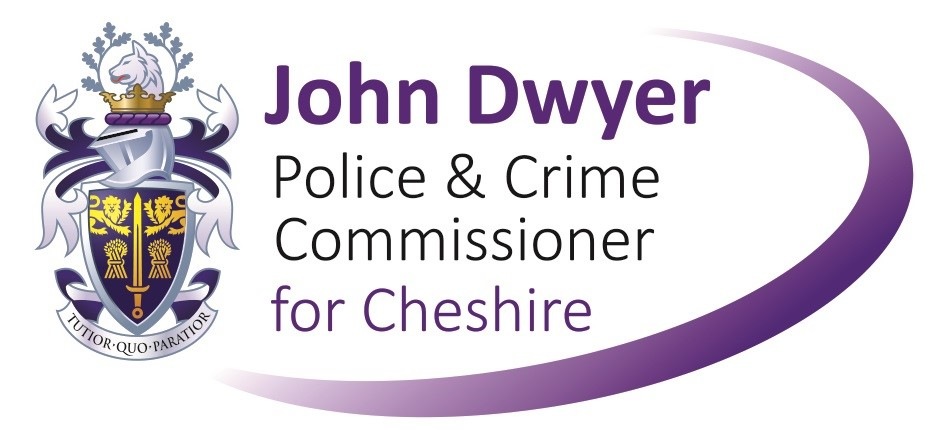 John Dwyer
Police & Crime
Commissioner
for Cheshire
TUTIOR·QUO·PARATIOR